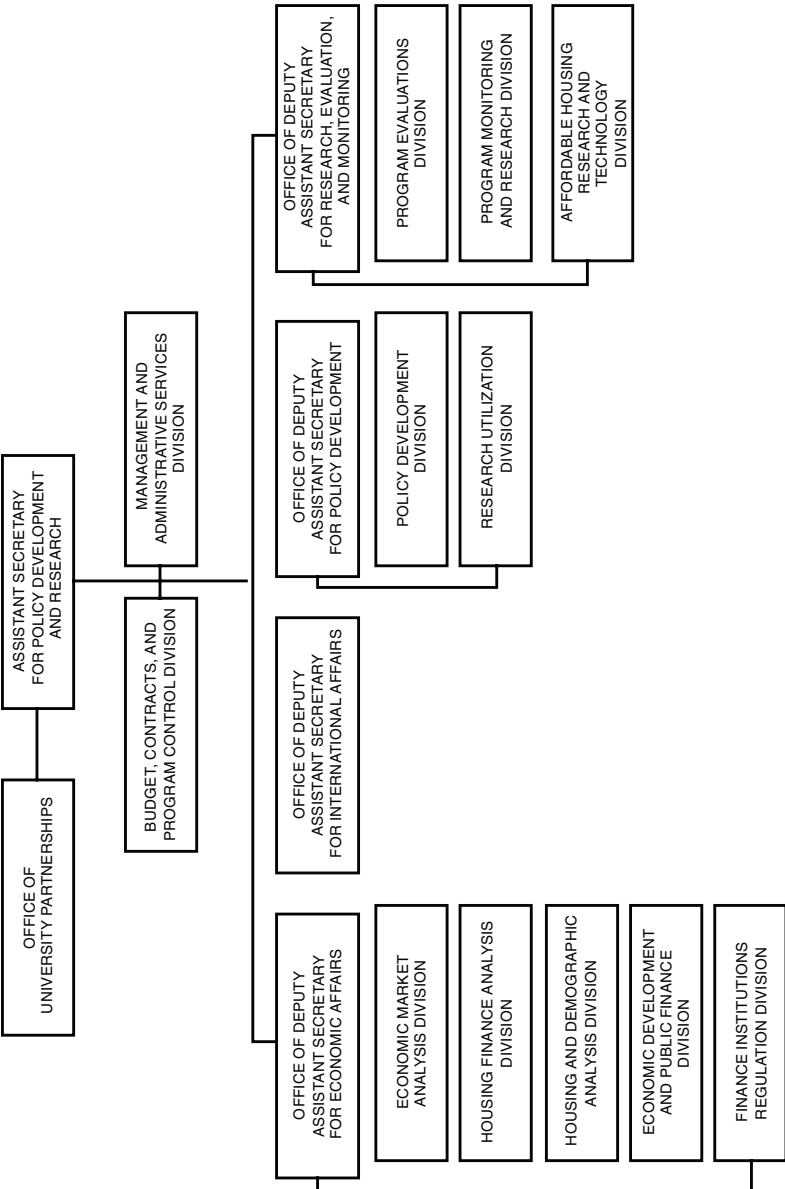 ASSISTANT SECRETARY
FOR POLICY DEVELOPMENT
AND RESEARCH
OFFICE OF
UNIVERSITY PARTNERSHIPS
BUDGET, CONTRACTS, AND
PROGRAM CONTROL DIVISION
MANAGEMENT AND
ADMINISTRATIVE SERVICES
DIVISION
OFFICE OF DEPUTY
ASSISTANT SECRETARY
FOR ECONOMIC AFFAIRS
ECONOMIC MARKET
ANALYSIS DIVISION
HOUSING FINANCE ANALYSIS
DIVISION
HOUSING AND DEMOGRAPHIC
ANALYSIS DIVISION
ECONOMIC DEVELOPMENT
AND PUBLIC FINANCE
DIVISION
FINANCE INSTITUTIONS
REGULATION DIVISION
OFFICE OF DEPUTY
ASSISTANT SECRETARY
FOR INTERNATIONAL AFFAIRS
OFFICE OF DEPUTY
ASSISTANT SECRETARY
FOR POLICY DEVELOPMENT
POLICY DEVELOPMENT
DIVISION
RESEARCH UTILIZATION
DIVISION
OFFICE OF DEPUTY
ASSISTANT SECRETARY
FOR RESEARCH, EVALUATION,
AND MONITORING
PROGRAM EVALUATIONS
DIVISION
PROGRAM MONITORING
AND RESEARCH DIVISION
AFFORDABLE HOUSING
RESEARCH AND
TECHNOLOGY
DIVISION